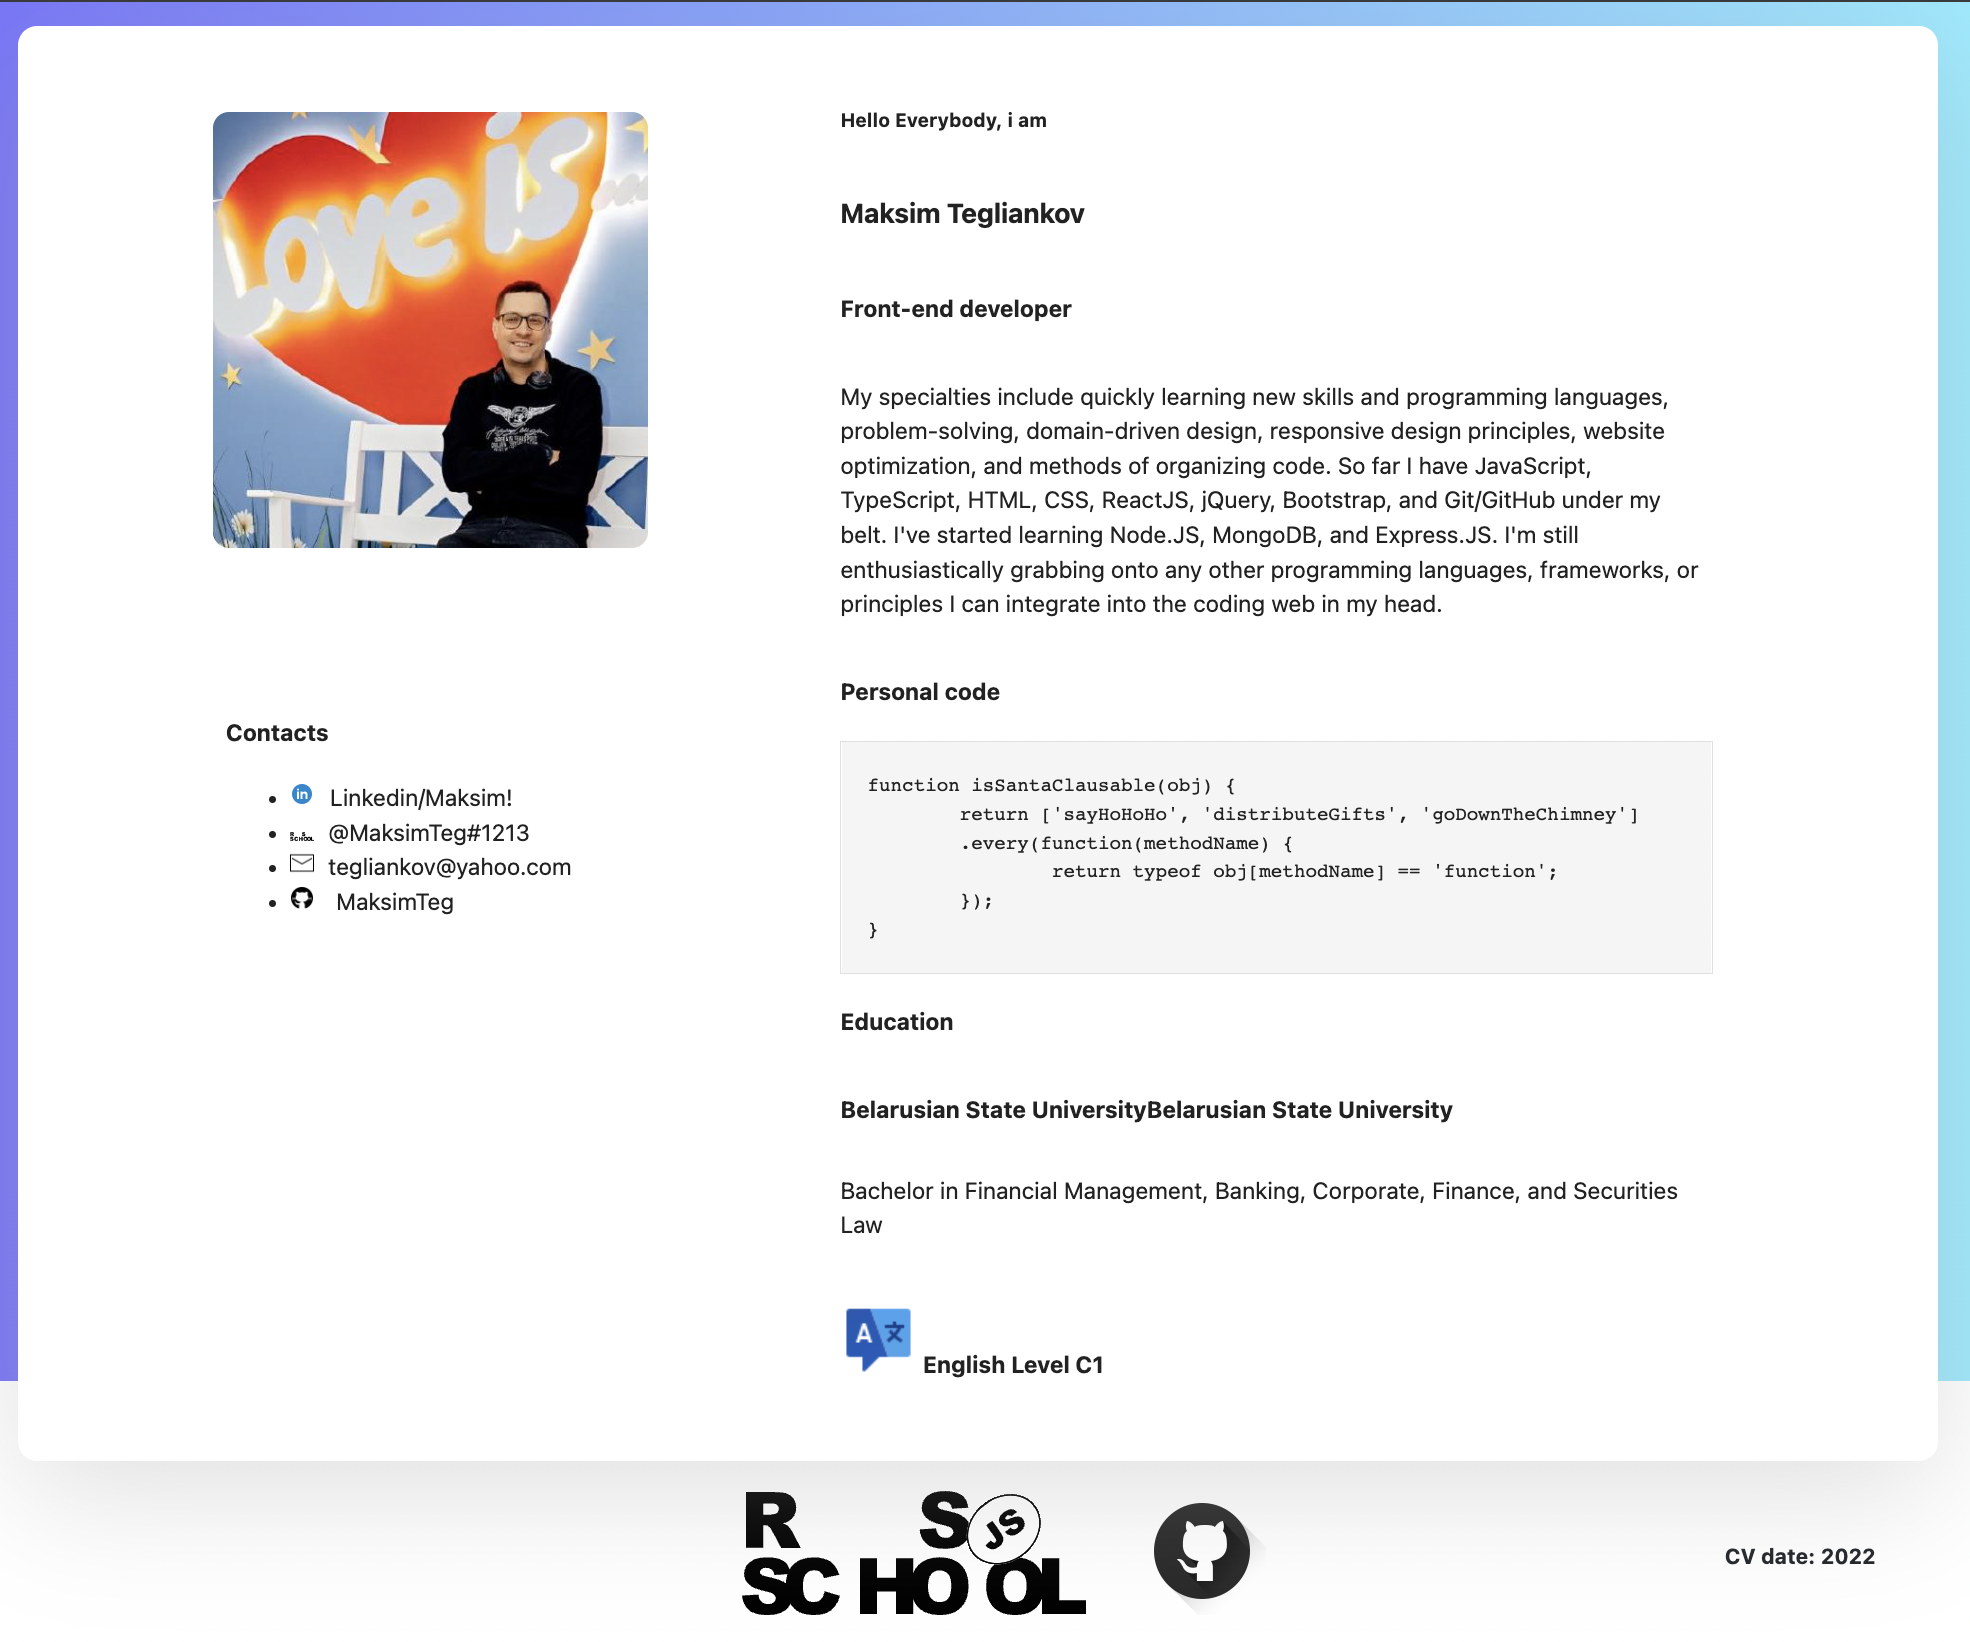 Love is...
Contacts
in Linkedin/Maksim!
RS SCHOOL @MaksimTeg#1213
tegliankov@yahoo.com
MaksimTeg
Hello Everybody, i am
Maksim Tegliankov
Front-end developer
My specialties include quickly learning new skills and programming languages,
problem-solving, domain-driven design, responsive design principles, website
optimization, and methods of organizing code. So far I have JavaScript,
TypeScript, HTML, CSS, ReactJS, jQuery, Bootstrap, and Git/GitHub under my
belt. I've started learning Node.JS, MongoDB, and Express.JS. I'm still
enthusiastically grabbing onto any other programming languages, frameworks, or
principles I can integrate into the coding web in my head.
Personal code
function isSantaClausable(obj) {
return ['sayHoHoHo', 'distributeGifts', 'goDownTheChimney']
.every(function(methodName) {
return typeof obj[methodName] == 'function';
});
}
Education
Belarusian State UniversityBelarusian State University
Bachelor in Financial Management, Banking, Corporate, Finance, and Securities
Law
A 文
English Level C1
R S JS
SCHOOL
CV date: 2022